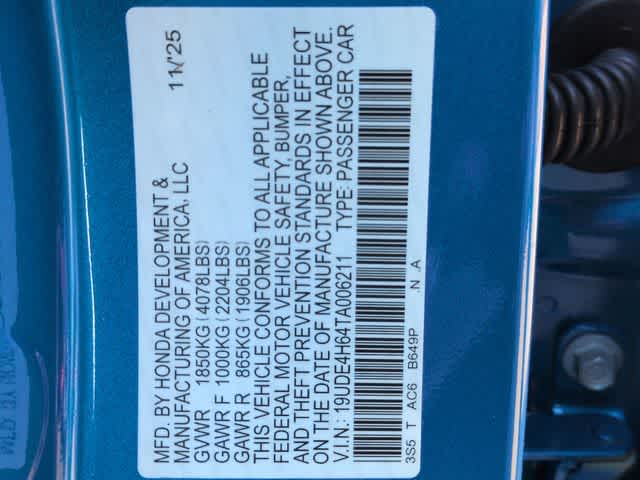 MFD. BY HONDA DEVELOPMENT &
MANUFACTURING OF AMERICA, LLC 11/25
GVWR 1850KG (4078LBS)
GAWR F 1000KG (2204LBS)
GAWR R 865KG (1906LBS)
THIS VEHICLE CONFORMS TO ALL APPLICABLE
FEDERAL MOTOR VEHICLE SAFETY, BUMPER,
AND THEFT PREVENTION STANDARDS IN EFFECT
ON THE DATE OF MANUFACTURE SHOWN ABOVE.
V.I.N.: 19UDE4H64TA006211 TYPE: PASSENGER CAR
3S5 T AC6 B649P .N .A